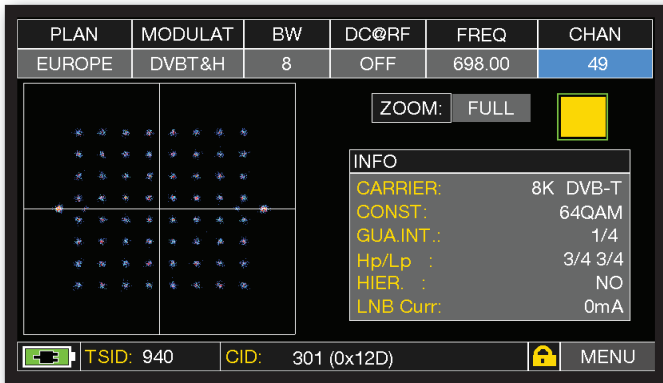 PLAN MODULAT BW DC@RF FREQ CHAN
EUROPE DVBT&H 8 OFF 698.00 49
ZOOM: FULL
INFO
CARRIER: 8K DVB-T
CONST: 64QAM
GUA.INT.: 1/4
Hp/Lp : 3/4 3/4
HIER. : NO
LNB Curr: 0mA
TSID: 940 CID: 301 (0x12D) MENU